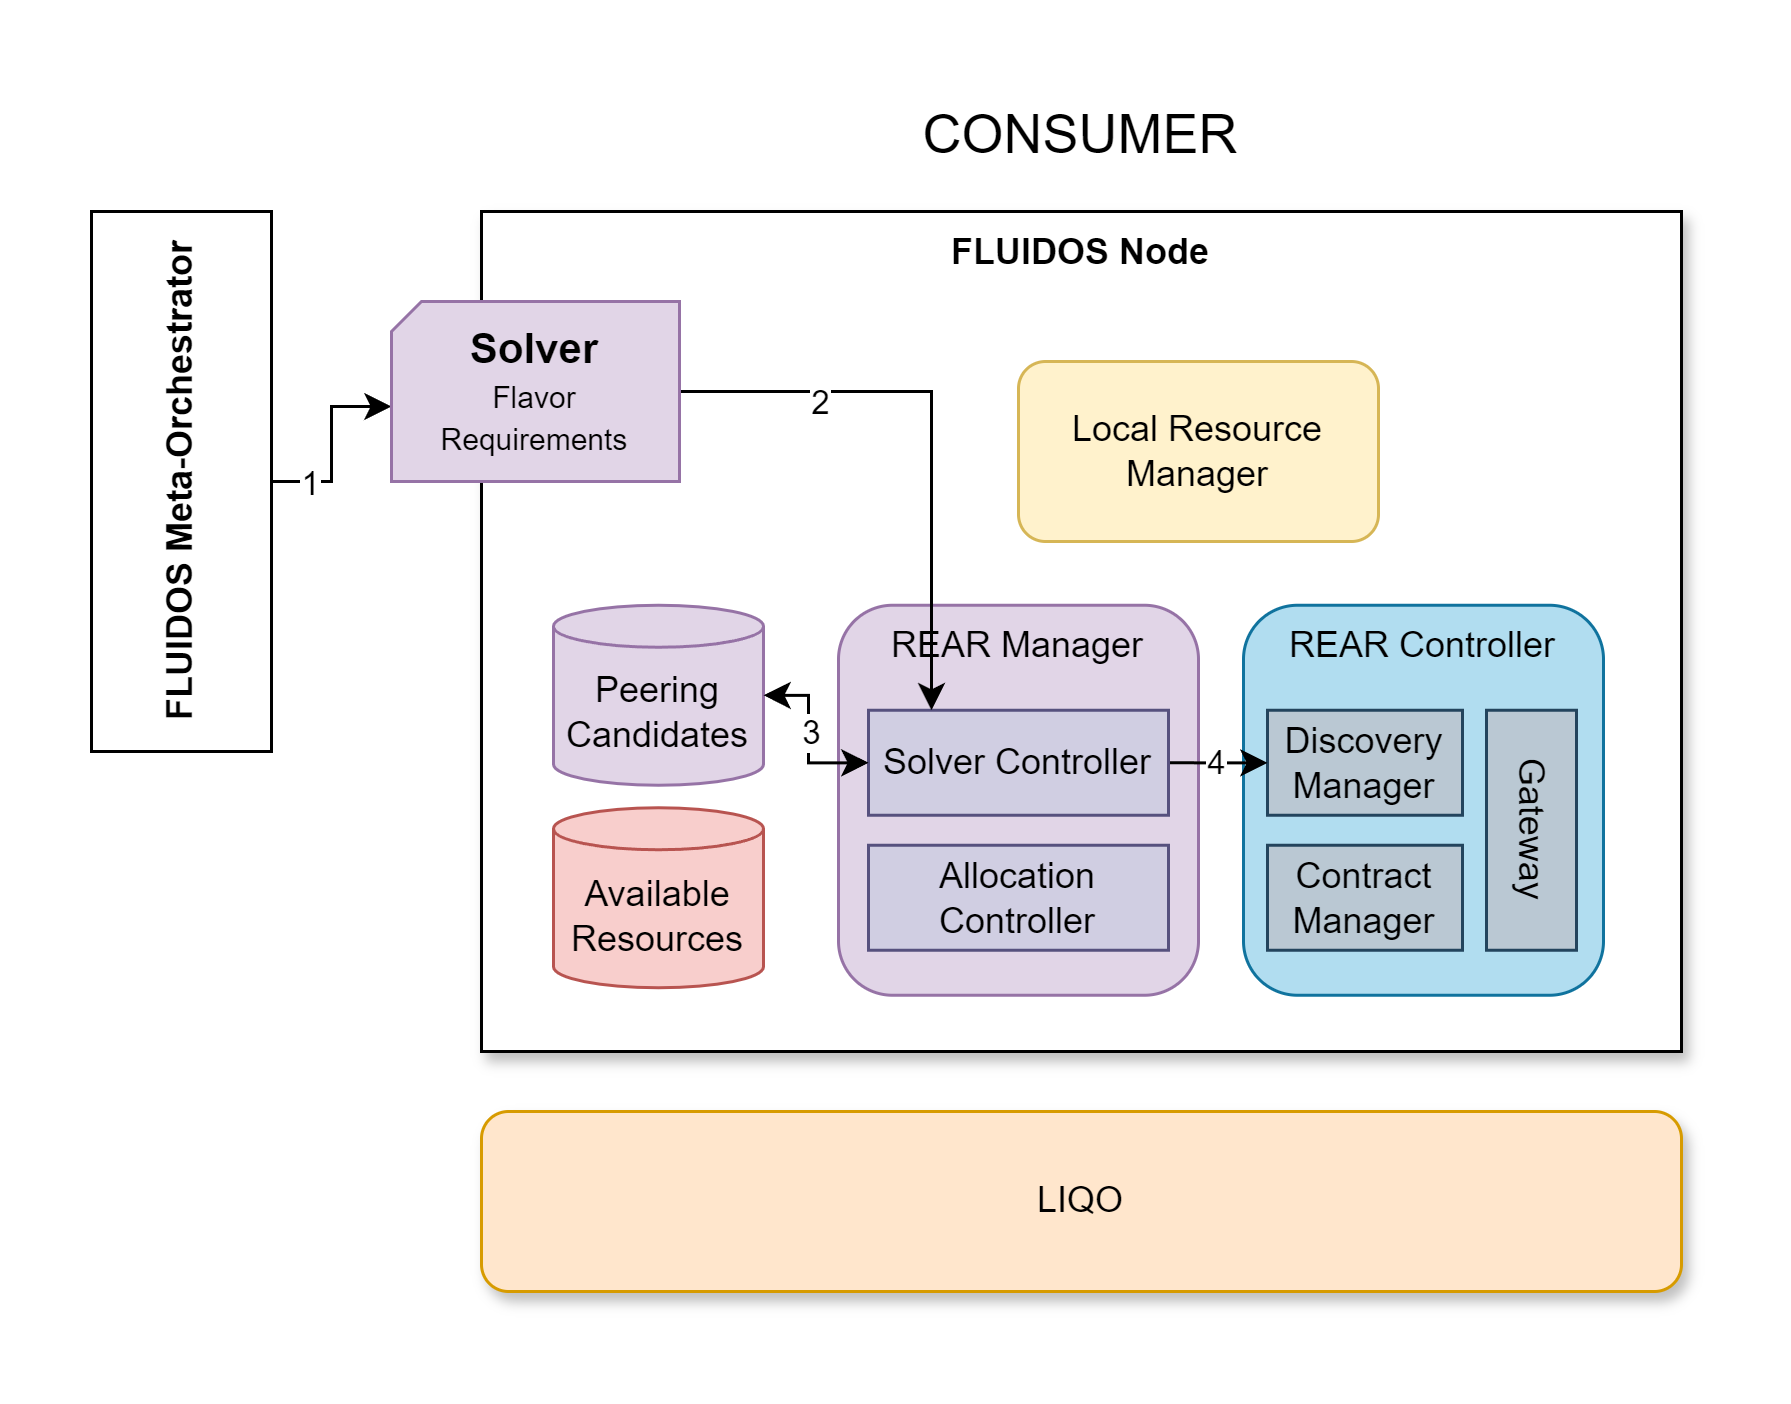 CONSUMER
FLUIDOS Meta-Orchestrator
FLUIDOS Node
Solver
Flavor
Requirements
1
2
Local Resource
Manager
Peering
Candidates
3
REAR Manager
Solver Controller
4
REAR Controller
Discovery
Manager
Gateway
Available
Resources
Allocation
Controller
Contract
Manager
LIQO